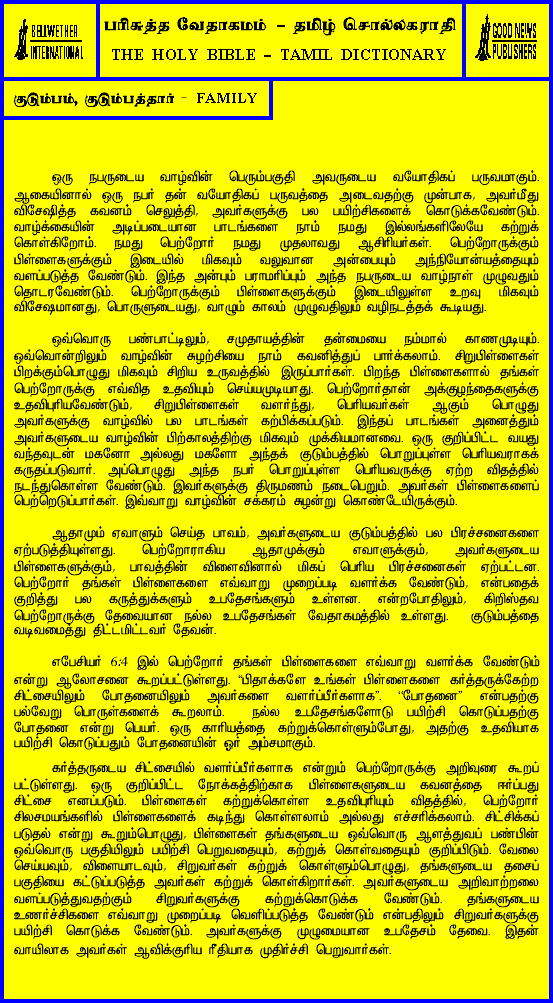 BELLWETHER
INTERNATIONAL
பரிசுத்த வேதாகமம் - தமிழ் சொல்லகராதி
THE HOLY BIBLE - TAMIL DICTIONARY
GOOD NEWS
PUBLISHERS
குடும்பம், குடும்பத்தார் - FAMILY
ஒரு நபருடைய வாழ்வின் பெரும்பகுதி அவருடைய வயோதிகப் பருவமாகும்.
ஆகையினால் ஒரு நபர் தன் வயோதிகப் பருவத்தை அடைவதற்கு முன்பாக, அவர்மீது
விசேஷித்த கவனம் செலுத்தி, அவர்களுக்கு பல பயிற்சிகளைக் கொடுக்கவேண்டும்.
வாழ்க்கையின் அடிப்படையான பாடங்களை நாம் நமது இல்லங்களிலேயே கற்றுக்
கொள்கிறோம். நமது பெற்றோர் நமது முதலாவது ஆசிரியர்கள். பெற்றோருக்கும்
பிள்ளைகளுக்கும் இடையில் மிகவும் வலுவான அன்பையும் அந்நியோன்யத்தையும்
வளப்படுத்த வேண்டும். இந்த அன்பும் பராமரிப்பும் அந்த நபருடைய வாழ்நாள் முழுவதும்
தொடரவேண்டும். பெற்றோருக்கும் பிள்ளைகளுக்கும் இடையிலுள்ள உறவு மிகவும்
விசேஷமானது, பொருளுடையது, வாழும் காலம் முழுவதிலும் வழிநடத்தக் கூடியது.
ஒவ்வொரு பண்பாட்டிலும், சமுதாயத்தின் தன்மையை நம்மால் காணமுடியும்.
ஒவ்வொன்றிலும் வாழ்வின் சுழற்சியை நாம் கவனித்துப் பார்க்கலாம். சிறுபிள்ளைகள்
பிறக்கும்பொழுது மிகவும் சிறிய உருவத்தில் இருப்பார்கள். பிறந்த பிள்ளைகளால் தங்கள்
பெற்றோருக்கு எவ்வித உதவியும் செய்யமுடியாது. பெற்றோர்தான் அக்குழந்தைகளுக்கு
உதவிபுரியவேண்டும், சிறுபிள்ளைகள் வளர்ந்து, பெரியவர்கள் ஆகும் பொழுது
அவர்களுக்கு வாழ்வில் பல பாடங்கள் கற்பிக்கப்படும். இந்தப் பாடங்கள் அனைத்தும்
அவர்களுடைய வாழ்வின் பிற்காலத்திற்கு மிகவும் முக்கியமானவை. ஒரு குறிப்பிட்ட வயது
வந்தவுடன் மகனோ அல்லது மகளோ அந்தக் குடும்பத்தில் பொறுப்புள்ள பெரியவராகக்
கருதப்படுவார். அப்பொழுது அந்த நபர் பொறுப்புள்ள பெரியவருக்கு ஏற்ற விதத்தில்
நடந்துகொள்ள வேண்டும். இவர்களுக்கு திருமணம் நடைபெறும். அவர்கள் பிள்ளைகளைப்
பெற்றெடுப்பார்கள். இவ்வாறு வாழ்வின் சக்கரம் சுழன்று கொண்டேயிருக்கும்.
ஆதாமும் ஏவாளும் செய்த பாவம், அவர்களுடைய குடும்பத்தில் பல பிரச்சனைகளை
ஏற்படுத்தியுள்ளது. பெற்றோராகிய ஆதாமுக்கும் எவாளுக்கும், அவர்களுடைய
பிள்ளைகளுக்கும், பாவத்தின் விளைவினால் மிகப் பெரிய பிரச்சனைகள் ஏற்பட்டன.
பெற்றோர் தங்கள் பிள்ளைகளை எவ்வாறு முறைப்படி வளர்க்க வேண்டும், என்பதைக்
குறித்து பல கருத்துக்களும் உபதேசங்களும் உள்ளன. என்றபோதிலும், கிறிஸ்தவ
பெற்றோருக்கு தேவையான நல்ல உபதேசங்கள் வேதாகமத்தில் உள்ளது. குடும்பத்தை
வடிவமைத்து திட்டமிட்டவர் தேவன்.
எபேசியர் 6:4 இல் பெற்றோர் தங்கள் பிள்ளைகளை எவ்வாறு வளர்க்க வேண்டும்
என்று ஆலோசனை கூறப்பட்டுள்ளது. "பிதாக்களே உங்கள் பிள்ளைகளை கர்த்தருக்கேற்ற
சிட்சையிலும் போதனையிலும் அவர்களை வளர்ப்பீர்களாக". "போதனை" என்பதற்கு
பல்வேறு பொருள்களைக் கூறலாம். நல்ல உபதேசங்களோடு பயிற்சி கொடுப்பதற்கு
போதனை என்று பெயர். ஒரு காரியத்தை கற்றுக்கொள்ளும்போது, அதற்கு உதவியாக
பயிற்சி கொடுப்பதும் போதனையின் ஓர் அம்சமாகும்.
கர்த்தருடைய சிட்சையில் வளர்ப்பீர்களாக என்றும் பெற்றோருக்கு அறிவுரை கூறப்
பட்டுள்ளது. ஒரு குறிப்பிட்ட நோக்கத்திற்காக பிள்ளைகளுடைய கவனத்தை ஈர்ப்பது
சிட்சை எனப்படும். பிள்ளைகள் கற்றுக்கொள்ள உதவிபுரியும் விதத்தில், பெற்றோர்
சிலசமயங்களில் பிள்ளைகளைக் கடிந்து கொள்ளலாம் அல்லது எச்சரிக்கலாம். சிட்சிக்கப்
படுதல் என்று கூறும்பொழுது, பிள்ளைகள் தங்களுடைய ஒவ்வொரு ஆளத்துவப் பண்பின்
ஒவ்வொரு பகுதியிலும் பயிற்சி பெறுவதையும், கற்றுக் கொள்வதையும் குறிப்பிடும். வேலை
செய்யவும், விளையாடவும், சிறுவர்கள் கற்றுக் கொள்ளும்பொழுது, தங்களுடைய தசைப்
பகுதியை கட்டுப்படுத்த அவர்கள் கற்றுக் கொள்கிறார்கள். அவர்களுடைய அறிவாற்றலை
வளப்படுத்துவதற்கும் சிறுவர்களுக்கு கற்றுக்கொடுக்க வேண்டும். தங்களுடைய
உணர்ச்சிகளை எவ்வாறு முறைப்படி வெளிப்படுத்த வேண்டும் என்பதிலும் சிறுவர்களுக்கு
பயிற்சி கொடுக்க வேண்டும். அவர்களுக்கு முழுமையான உபதேசம் தேவை. இதன்
வாயிலாக அவர்கள் ஆவிக்குரிய ரீதியாக முதிர்ச்சி பெறுவார்கள்.